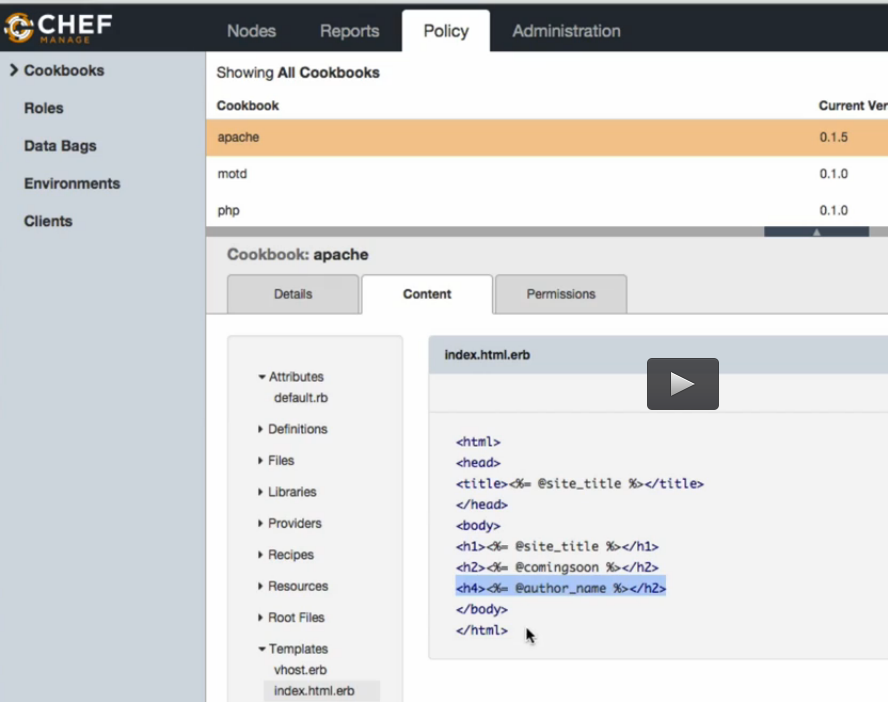 CHEF
MANAGE
Nodes Reports Policy Administration
Cookbooks
Roles
Data Bags
Environments
Clients
Showing All Cookbooks
Cookbook Current Ver
apache 0.1.5
motd 0.1.0
php 0.1.0
Cookbook: apache
Details Content Permissions
Attributes
default.rb
Definitions
Files
Libraries
Providers
Recipes
Resources
Root Files
Templates
vhost.erb
index.html.erb
index.html.erb
<html>
<head>
<title><%= @site_title %></title>
</head>
<body>
<h1><%= @site_title %></h1>
<h2><%= @comingsoon %></h2>
<h4><%= @author_name %></h2>
</body>
</html>